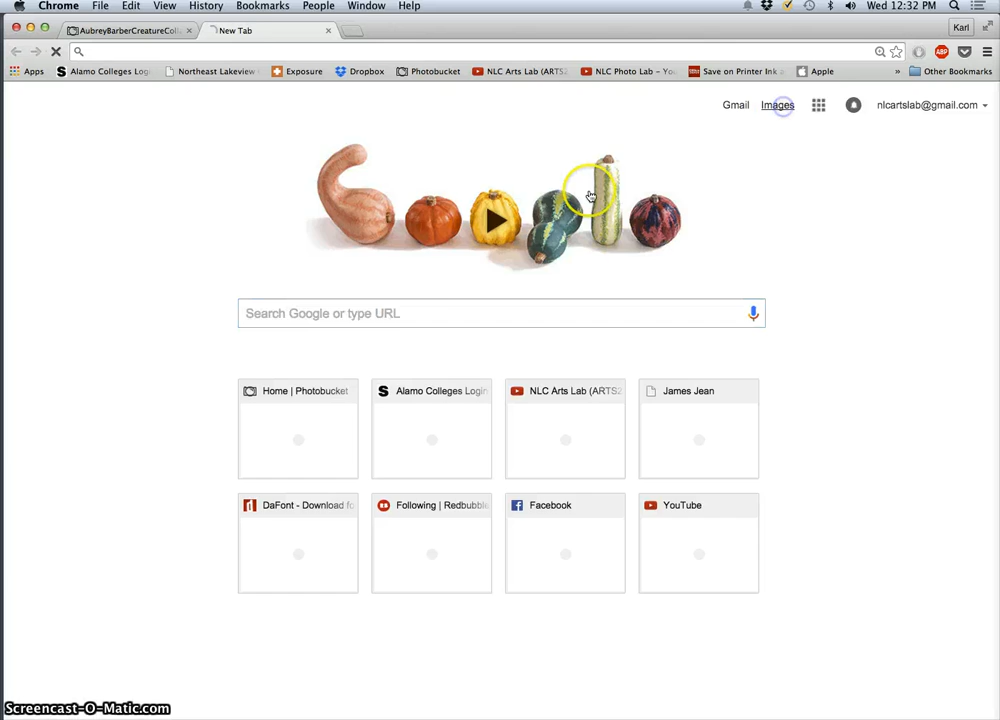 Chrome File Edit View History Bookmarks People Window Help Wed 12:32 PM
AubreyBarberCreatureColl New Tab Karl
Apps Alamo Colleges Logi Northeast Lakeview Exposure Dropbox Photobucket NLC Arts Lab (ARTS2 NLC Photo Lab – Yo Save on Printer Ink a Apple » Other Bookmarks
Gmail Images nlcartslab@gmail.com
Search Google or type URL
Home | Photobucket Alamo Colleges Login NLC Arts Lab (ARTS2 James Jean
DaFont - Download fo Following | Redbubble Facebook YouTube
Screencast-O-Matic.com